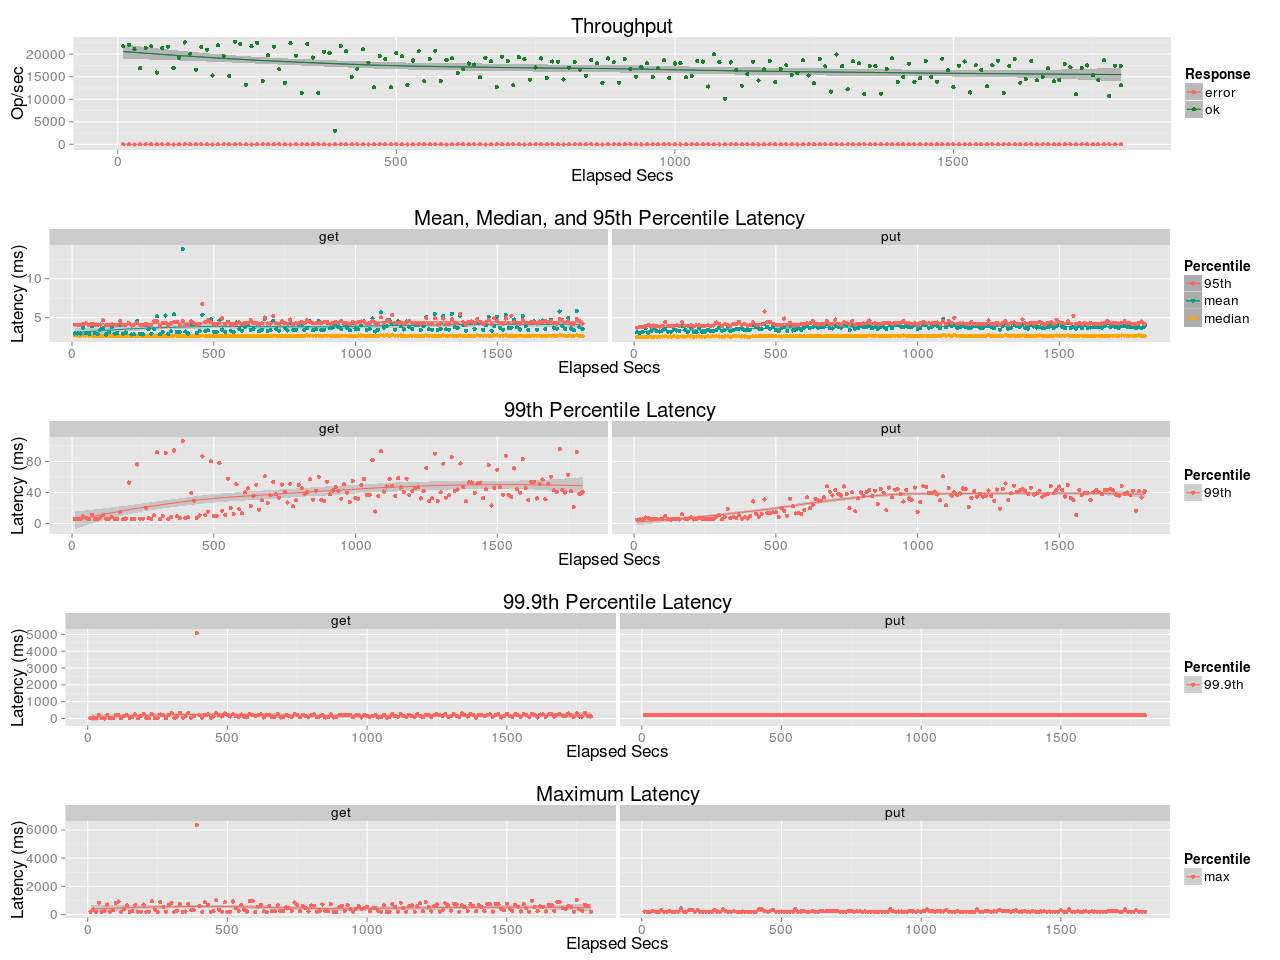 Throughput
Op/sec
20000
15000
10000
5000
0
0 500 1000 1500
Elapsed Secs
Response
error
ok
Mean, Median, and 95th Percentile Latency
get put
Latency (ms)
10
5
0 500 1000 1500 0 500 1000 1500
Elapsed Secs
Percentile
95th
mean
median
99th Percentile Latency
get put
Latency (ms)
80
40
0
0 500 1000 1500 0 500 1000 1500
Elapsed Secs
Percentile
99th
99.9th Percentile Latency
get put
Latency (ms)
5000
4000
3000
2000
1000
0
0 500 1000 1500 0 500 1000 1500
Elapsed Secs
Percentile
99.9th
Maximum Latency
get put
Latency (ms)
6000
4000
2000
0
0 500 1000 1500 0 500 1000 1500
Elapsed Secs
Percentile
max